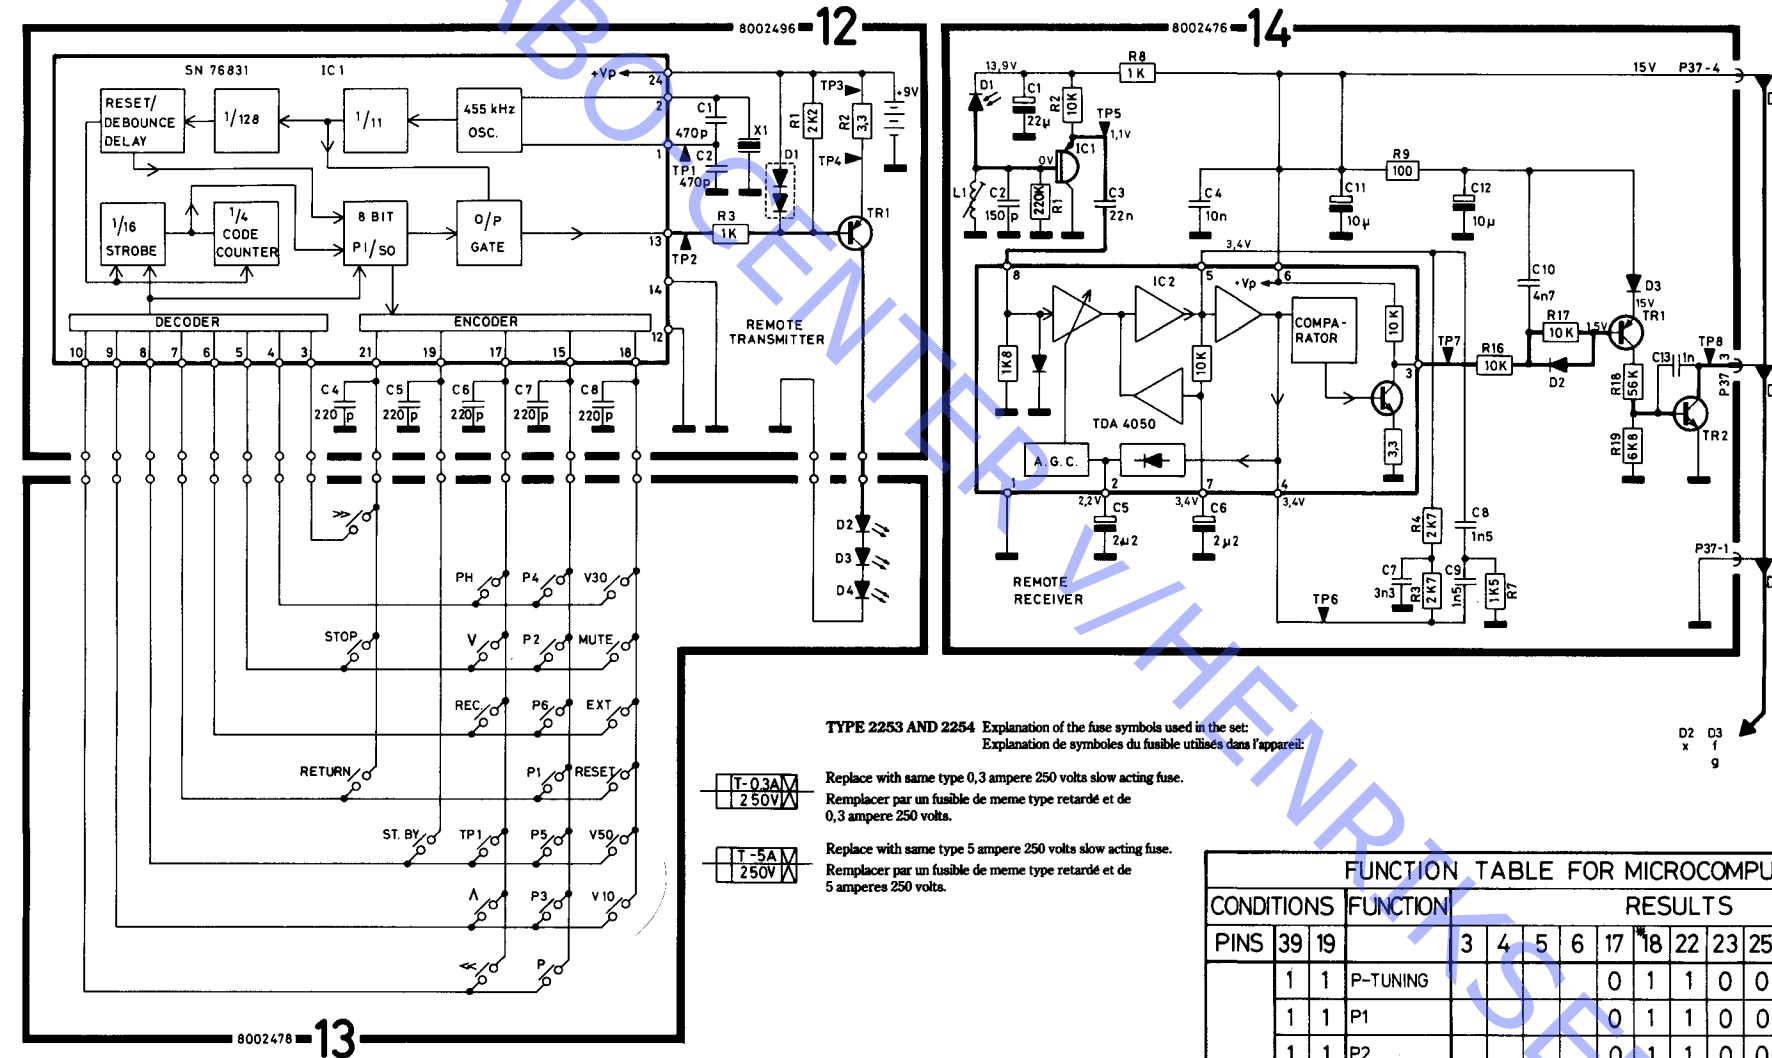 8002496 12
SN 76831 IC1
RESET/
DEBOUNCE
DELAY
1/128
1/11
455 kHz
OSC.
1/16
STROBE
1/4
CODE
COUNTER
8 BIT
PI/SO
O/P
GATE
DECODER
ENCODER
+Vp
24
2
1
13
14
12
10 9 8 7 6 5 4 3 21 19 17 15 18
C1
470p
C2
470p
X1
TP1
TP2
R3
1K
D1
R1
2K2
TP3
R2
3,3
TP4
+9V
TR1
REMOTE
TRANSMITTER
C4 C5 C6 C7 C8
220p 220p 220p 220p 220p
D2
D3
D4
>>
PH P4 V30
STOP V P2 MUTE
REC. P6 EXT
RETURN P1 RESET
ST. BY TP1 P5 V50
Λ P3 V10
<< P
8002478 13
8002476 14
13,9V
R8
1K
15V P37-4
D1
C1
22µ
R2
10K
TP5
1,1V
IC1
0V
L1
C2
150p
220K
R1
C3
22n
C4
10n
R9
100
C11
10µ
C12
10µ
3,4V
8 5 6
IC2
+Vp
COMPA-
RATOR
10K
1K8
10K
TDA 4050
A.G.C.
3,3
3
1 2 7 4
2,2V 3,4V 3,4V
C5
2µ2
C6
2µ2
TP7
R16
10K
C10
4n7
R17
10K
15V
D2
D3
15V
TR1
R18
56K
C13 1n
TP8
3
P37
R19
6K8
TR2
R4
2K7
C8
1n5
C7
3n3
R3
2K7
C9
1n5
R7
1K5
TP6
P37-1
REMOTE
RECEIVER
D2 D3
x f
g
TYPE 2253 AND 2254 Explanation of the fuse symbols used in the set:
Explanation de symboles du fusible utilisés dans l'appareil:
T-0,3A
250V
Replace with same type 0,3 ampere 250 volts slow acting fuse.
Remplacer par un fusible de meme type retardé et de
0,3 ampere 250 volts.
T-5A
250V
Replace with same type 5 ampere 250 volts slow acting fuse.
Remplacer par un fusible de meme type retardé et de
5 amperes 250 volts.
FUNCTION TABLE FOR MICROCOMPU
CONDITIONS FUNCTION RESULTS
PINS 39 19 3 4 5 6 17 *18 22 23 25
1 1 P-TUNING 0 1 1 0 0
1 1 P1 0 1 1 0 0
1 1 P2 0 1 1 0 0
ABO CENTER V/HENRIKSE